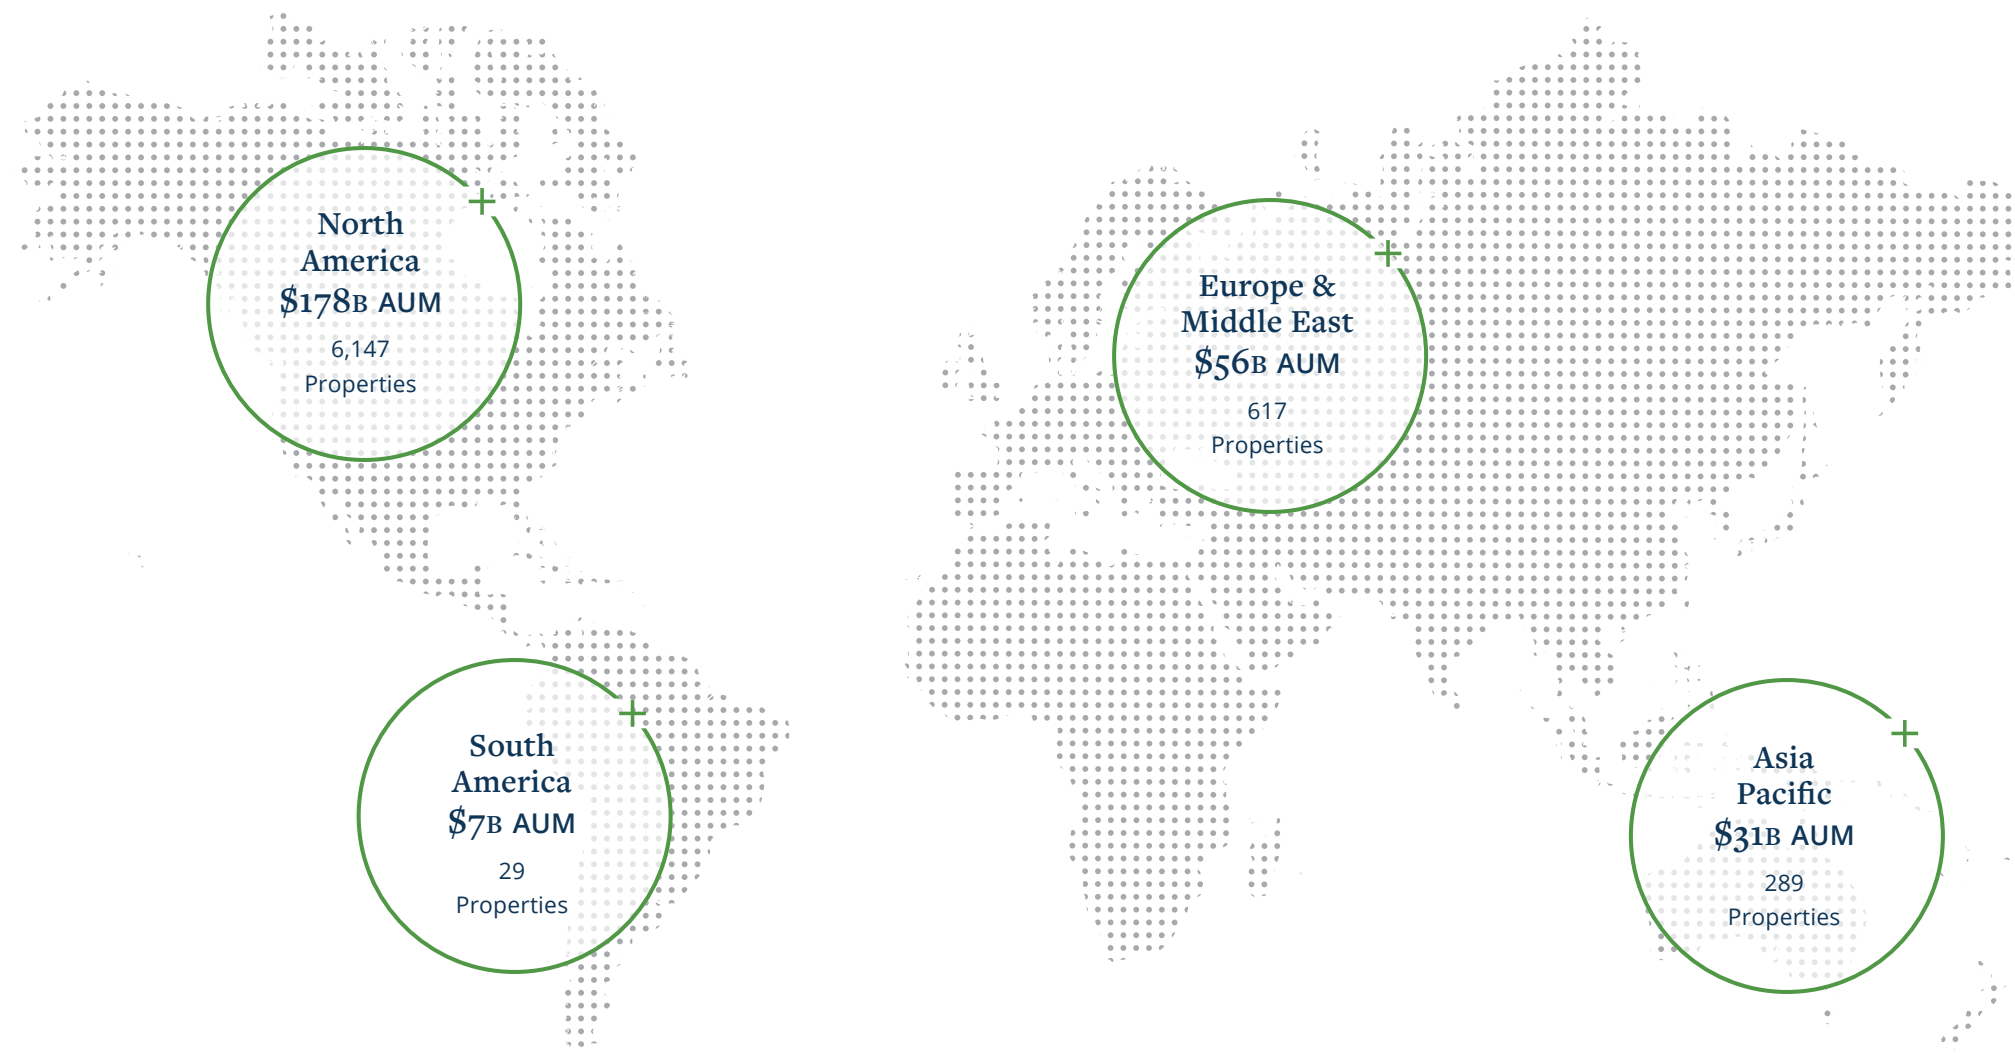 North
America
$178B AUM
6,147
Properties
Europe &
Middle East
$56B AUM
617
Properties
South
America
$7B AUM
29
Properties
Asia
Pacific
$31B AUM
289
Properties